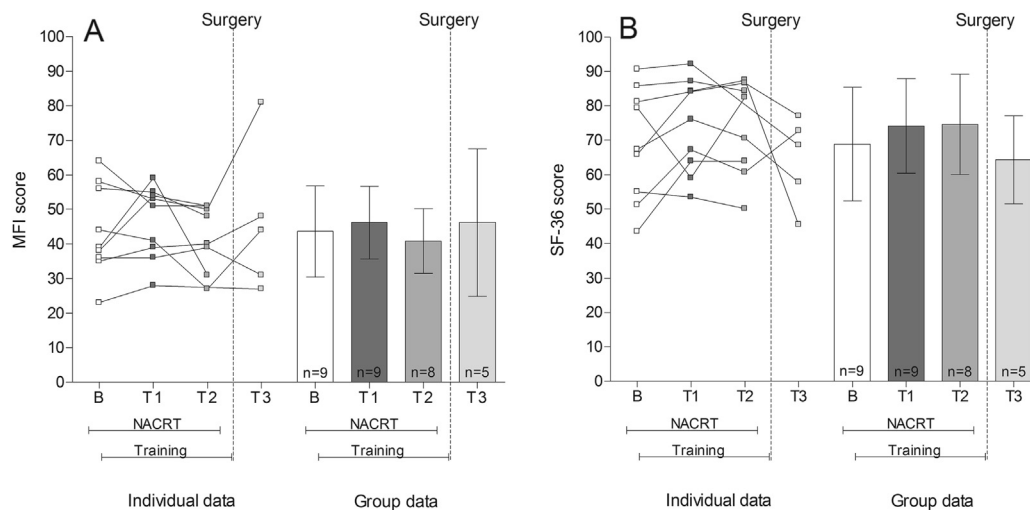 A
Surgery
Surgery
100
90
80
70
60
50
40
30
20
10
0
MFI score
n=9
n=9
n=8
n=5
B
T1
T2
T3
B
T1
T2
T3
NACRT
NACRT
Training
Training
Individual data
Group data
B
Surgery
Surgery
100
90
80
70
60
50
40
30
20
10
0
SF-36 score
n=9
n=9
n=8
n=5
B
T1
T2
T3
B
T1
T2
T3
NACRT
NACRT
Training
Training
Individual data
Group data